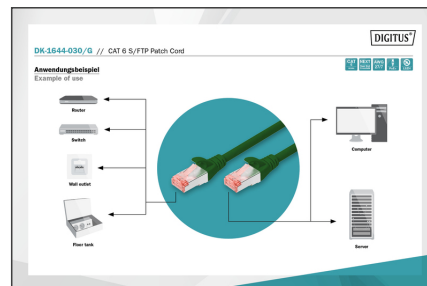 DIGITUS®
DK-1644-030/G // CAT 6 S/FTP Patch Cord
Anwendungsbeispiel
Example of use
Router
Switch
Wall outlet
Floor tank
Computer
Server